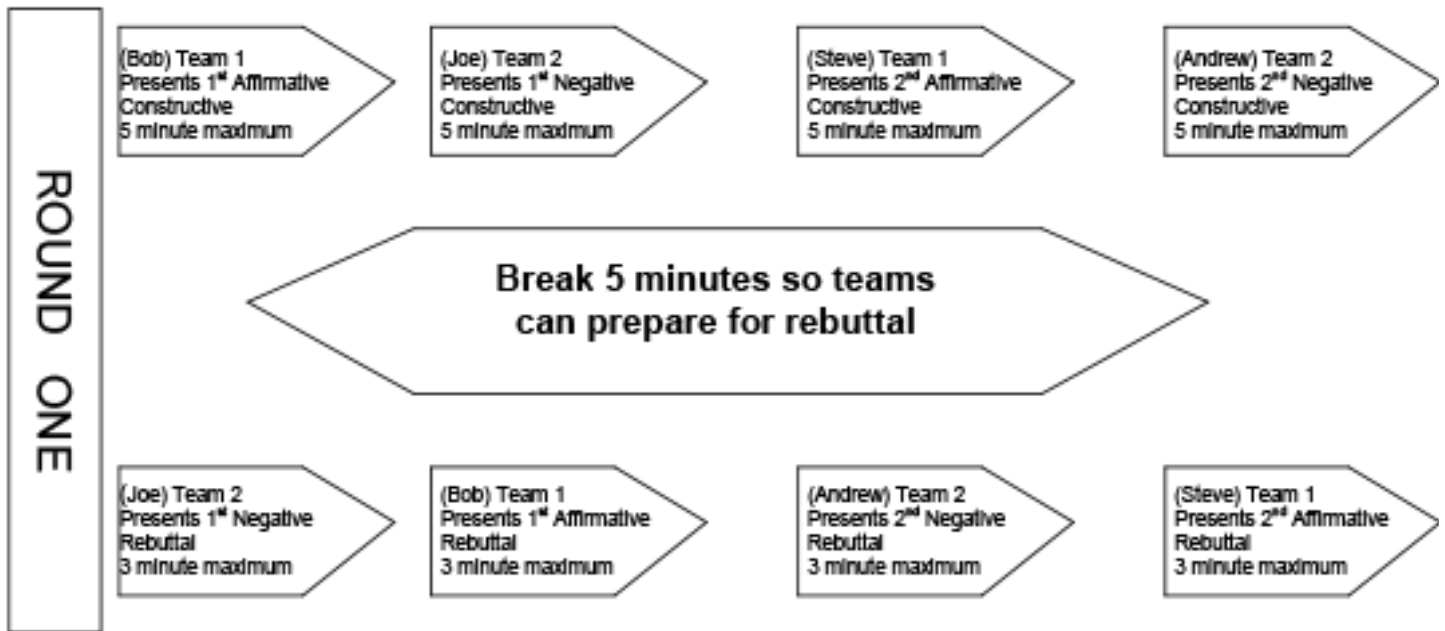 ROUND ONE
(Bob) Team 1
Presents 1st Affirmative
Constructive
5 minute maximum
(Joe) Team 2
Presents 1st Negative
Constructive
5 minute maximum
(Steve) Team 1
Presents 2nd Affirmative
Constructive
5 minute maximum
(Andrew) Team 2
Presents 2nd Negative
Constructive
5 minute maximum
Break 5 minutes so teams
can prepare for rebuttal
(Joe) Team 2
Presents 1st Negative
Rebuttal
3 minute maximum
(Bob) Team 1
Presents 1st Affirmative
Rebuttal
3 minute maximum
(Andrew) Team 2
Presents 2nd Negative
Rebuttal
3 minute maximum
(Steve) Team 1
Presents 2nd Affirmative
Rebuttal
3 minute maximum